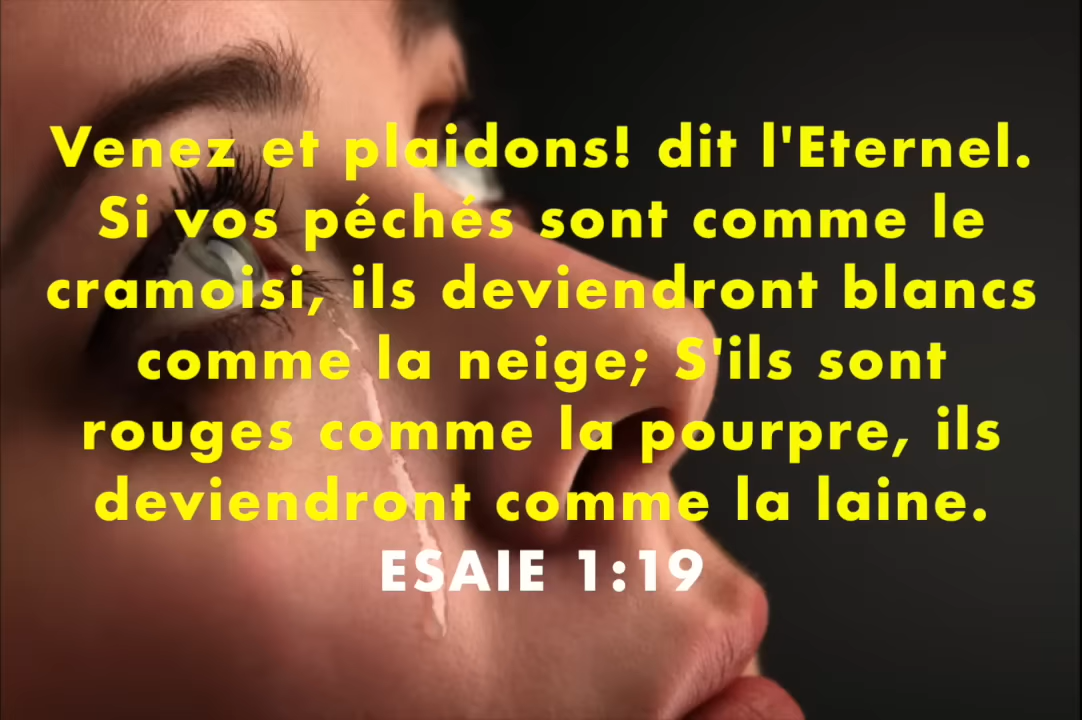 Venez et plaidons! dit l'Eternel.
Si vos péchés sont comme le
cramoisi, ils deviendront blancs
comme la neige; S'ils sont
rouges comme la pourpre, ils
deviendront comme la laine.
ESAIE 1:19